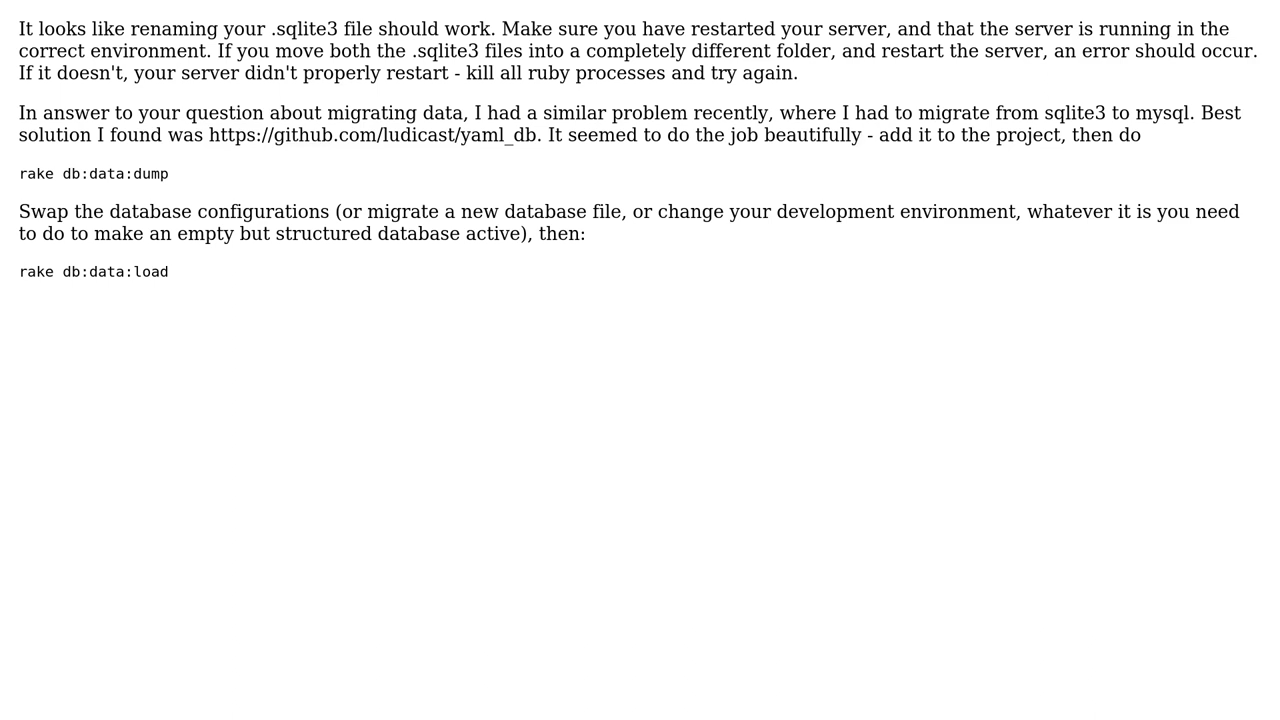 It looks like renaming your .sqlite3 file should work. Make sure you have restarted your server, and that the server is running in the
correct environment. If you move both the .sqlite3 files into a completely different folder, and restart the server, an error should occur.
If it doesn't, your server didn't properly restart - kill all ruby processes and try again.
In answer to your question about migrating data, I had a similar problem recently, where I had to migrate from sqlite3 to mysql. Best
solution I found was https://github.com/ludicast/yaml_db. It seemed to do the job beautifully - add it to the project, then do
rake db:data:dump
Swap the database configurations (or migrate a new database file, or change your development environment, whatever it is you need
to do to make an empty but structured database active), then:
rake db:data:load